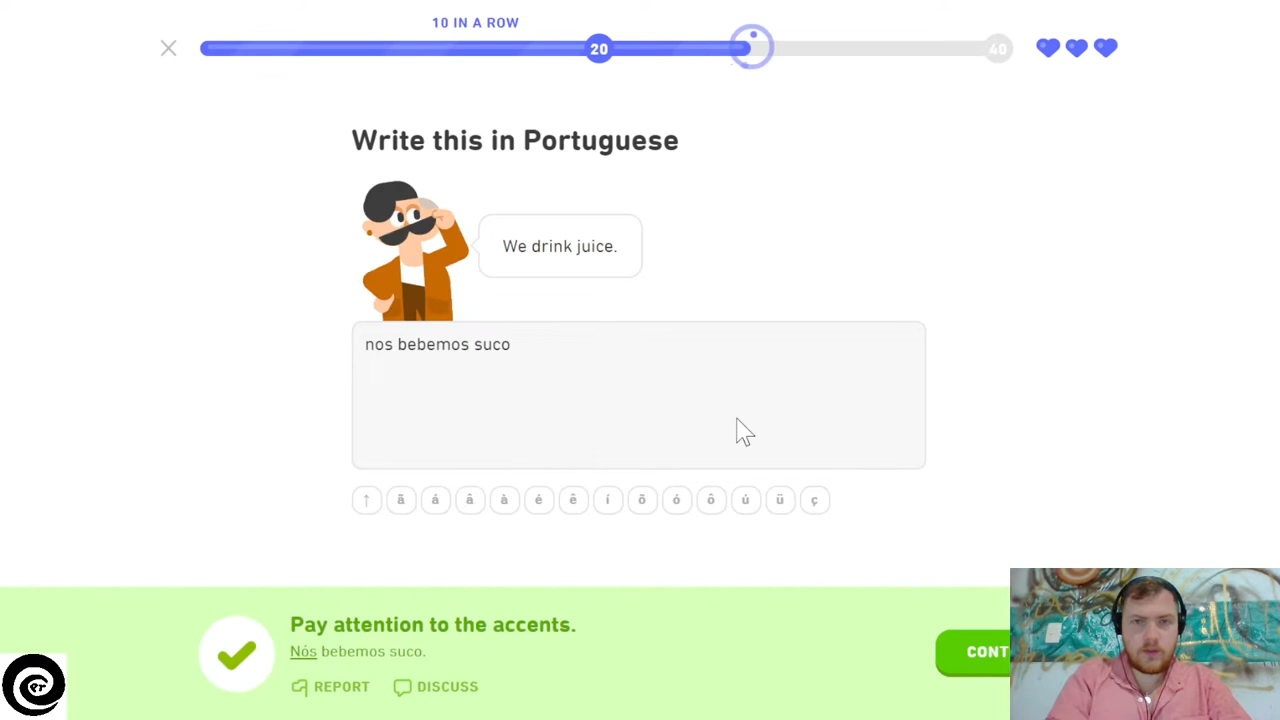 10 IN A ROW
20
40
Write this in Portuguese
We drink juice.
nos bebemos suco
↑ ã á â à é ê í õ ó ô ú ü ç
Pay attention to the accents.
Nós bebemos suco.
REPORT DISCUSS
CONT